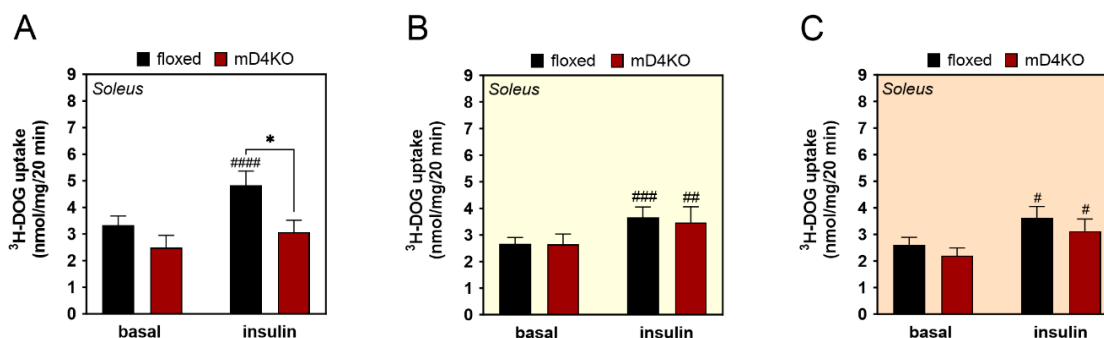 A
floxed mD4KO
Soleus
³H-DOG uptake
(nmol/mg/20 min)
9
8
7
6
5
4
3
2
1
0
####
*
basal insulin
B
floxed mD4KO
Soleus
³H-DOG uptake
(nmol/mg/20 min)
9
8
7
6
5
4
3
2
1
0
###
##
basal insulin
C
floxed mD4KO
Soleus
³H-DOG uptake
(nmol/mg/20 min)
9
8
7
6
5
4
3
2
1
0
#
#
basal insulin